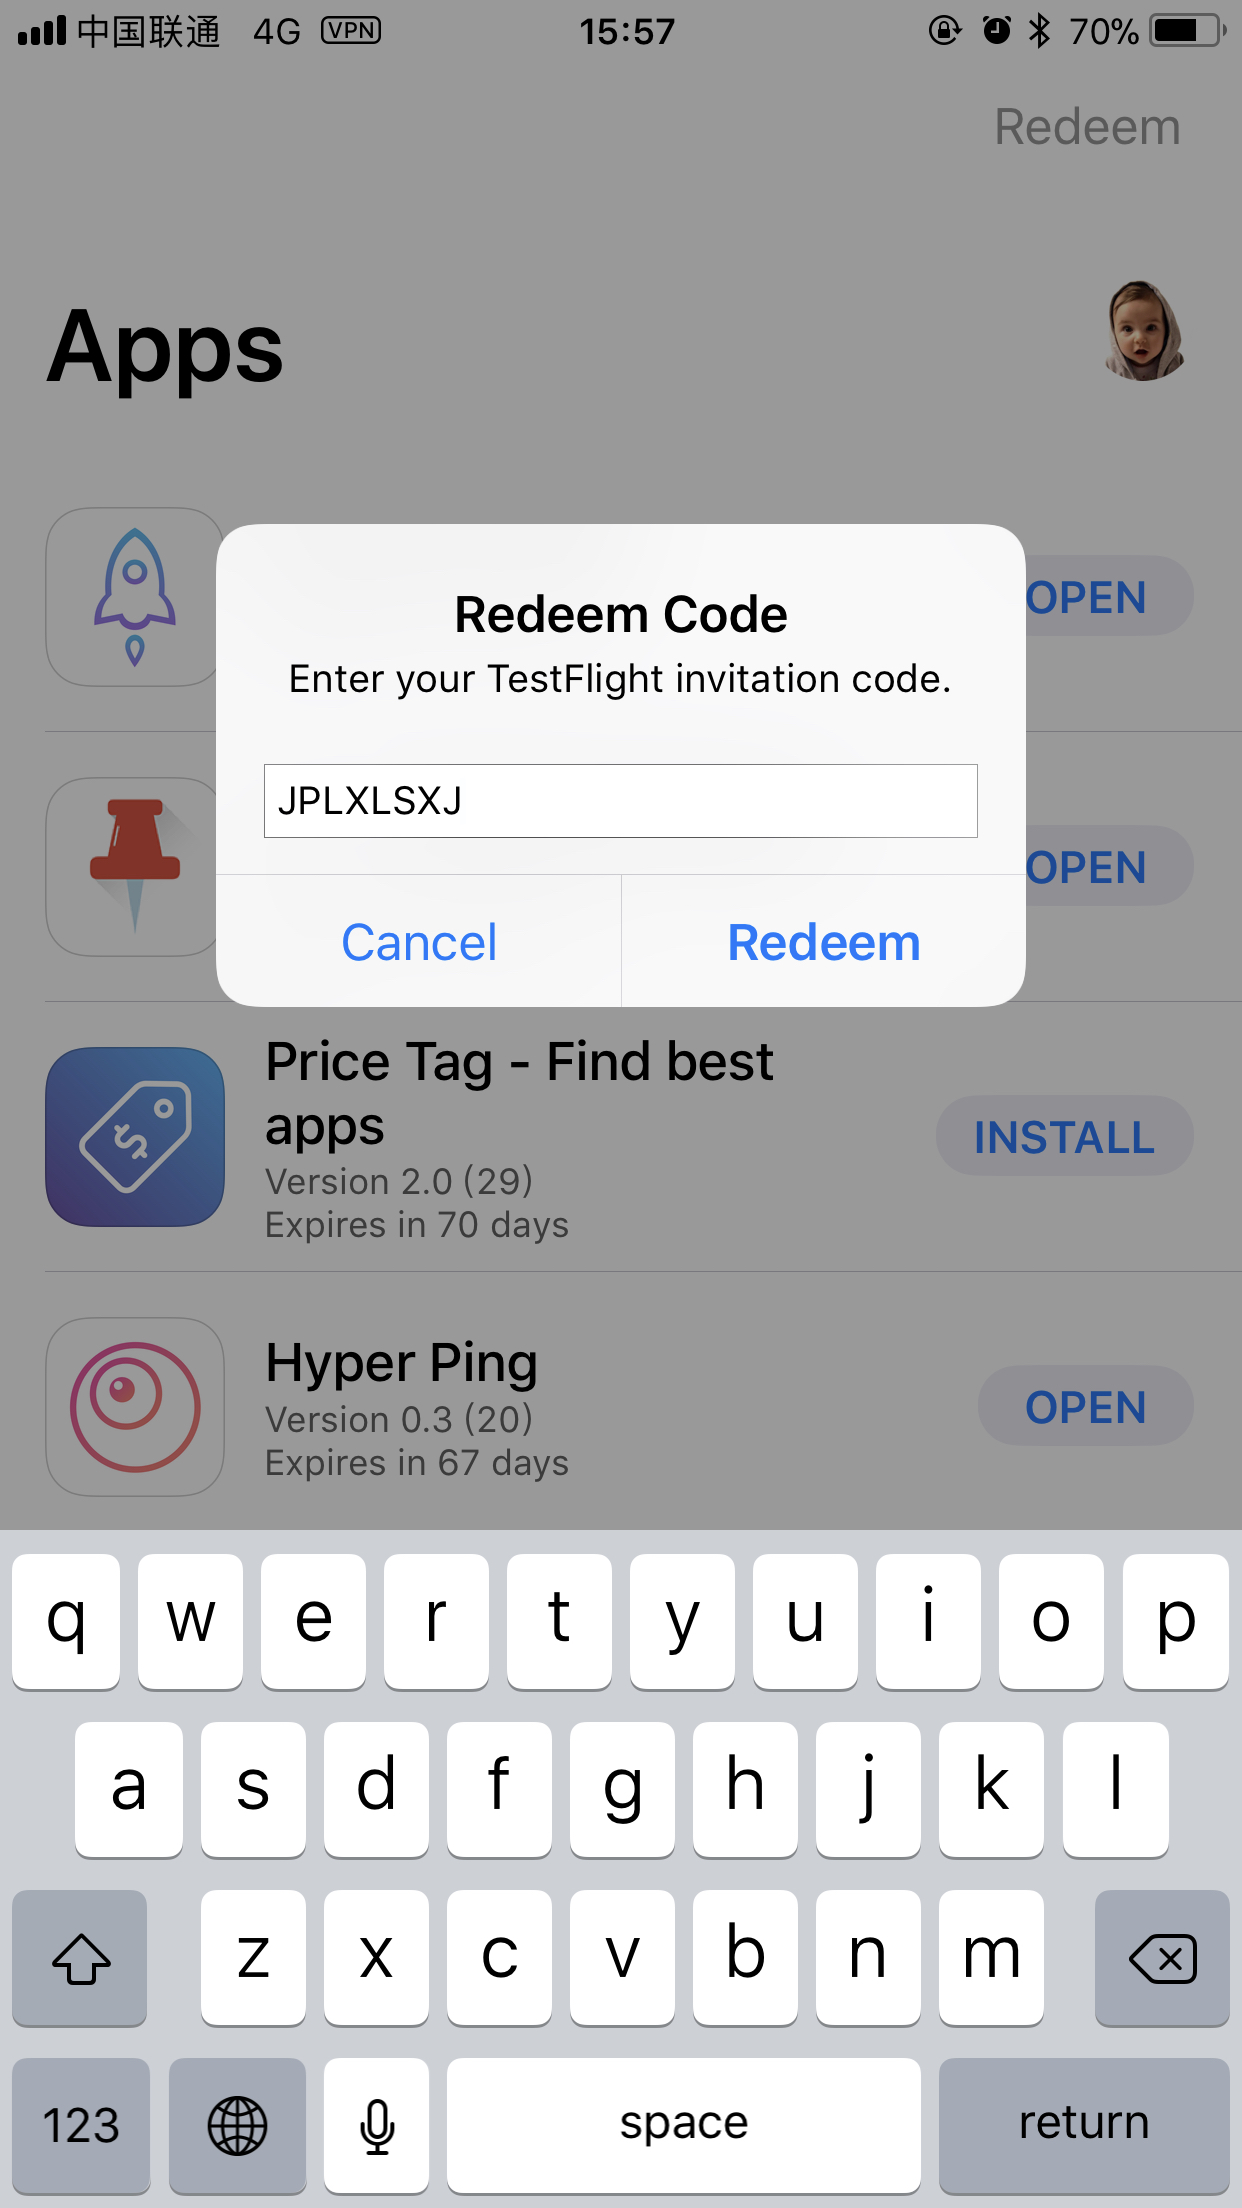 中国联通 4G VPN 15:57 70%
Redeem
Apps
OPEN
Redeem Code
Enter your TestFlight invitation code.
JPLXLSXJ
OPEN
Cancel Redeem
Price Tag - Find best
apps
Version 2.0 (29)
Expires in 70 days
INSTALL
Hyper Ping
Version 0.3 (20)
Expires in 67 days
OPEN
q w e r t y u i o p
a s d f g h j k l
z x c v b n m
123 space return